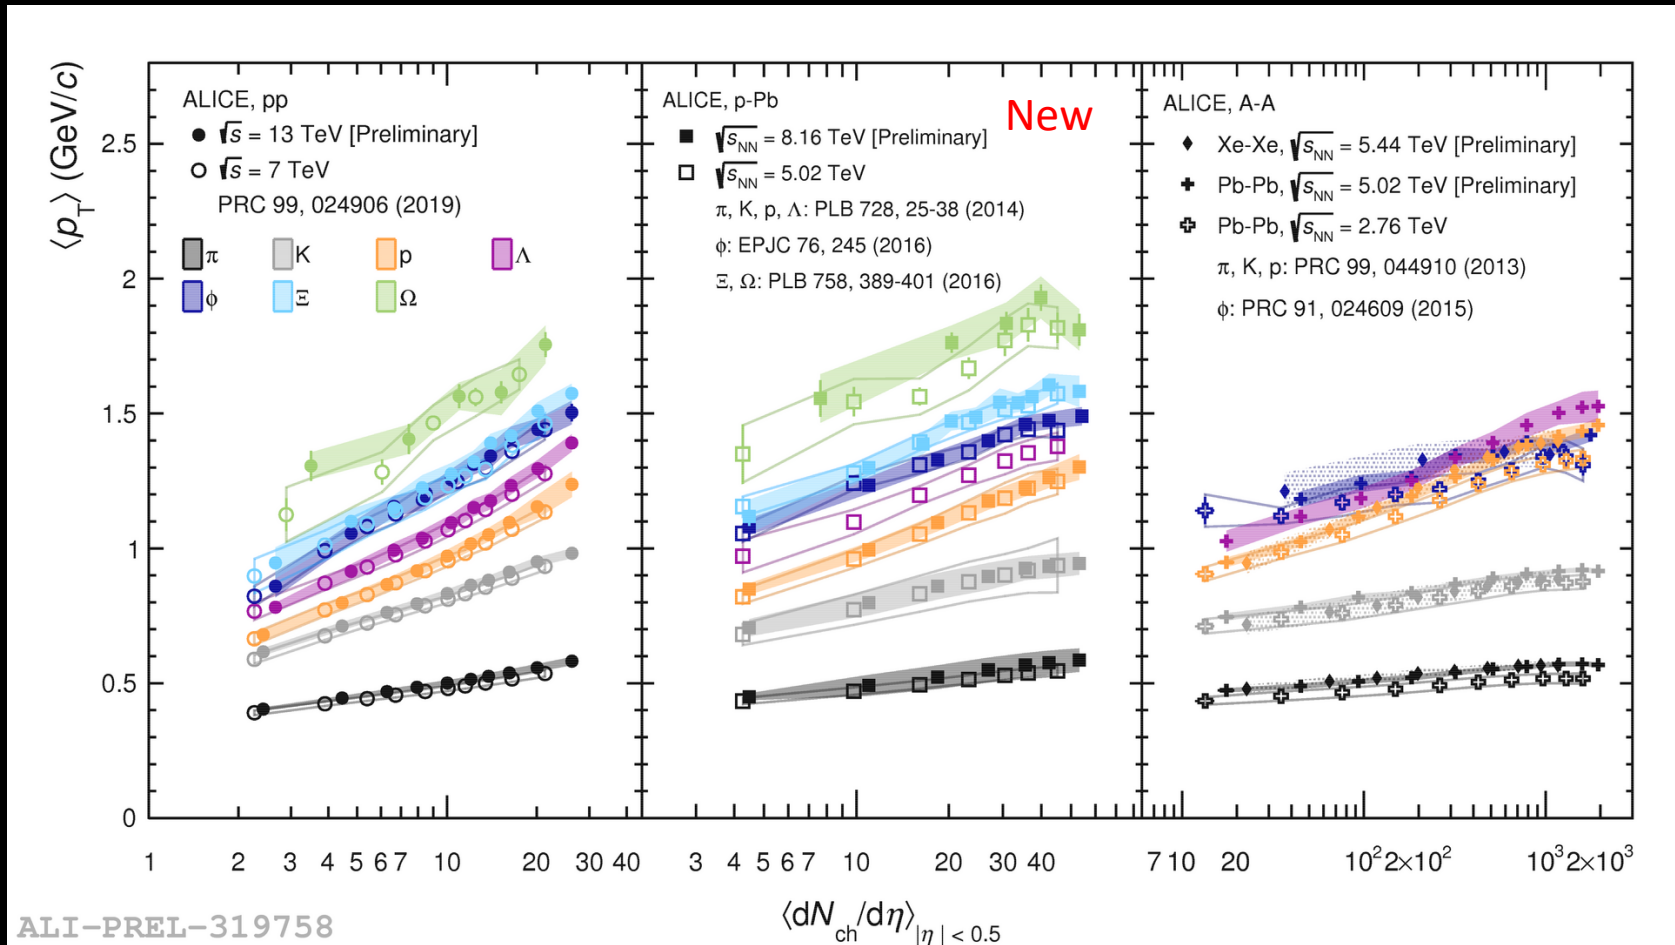 ⟨p_T⟩ (GeV/c)
2.5
2
1.5
1
0.5
0
ALICE, pp
√s = 13 TeV [Preliminary]
√s = 7 TeV
PRC 99, 024906 (2019)
π K p Λ
ϕ Ξ Ω
ALICE, p-Pb
New
√s_NN = 8.16 TeV [Preliminary]
√s_NN = 5.02 TeV
π, K, p, Λ: PLB 728, 25-38 (2014)
ϕ: EPJC 76, 245 (2016)
Ξ, Ω: PLB 758, 389-401 (2016)
ALICE, A-A
Xe-Xe, √s_NN = 5.44 TeV [Preliminary]
Pb-Pb, √s_NN = 5.02 TeV [Preliminary]
Pb-Pb, √s_NN = 2.76 TeV
π, K, p: PRC 99, 044910 (2013)
ϕ: PRC 91, 024609 (2015)
1 2 3 4 5 6 7 10 20 30 40
3 4 5 6 7 10 20 30 40
7 10 20 10² 2×10² 10³ 2×10³
⟨dN_ch/dη⟩_|η| < 0.5
ALI-PREL-319758